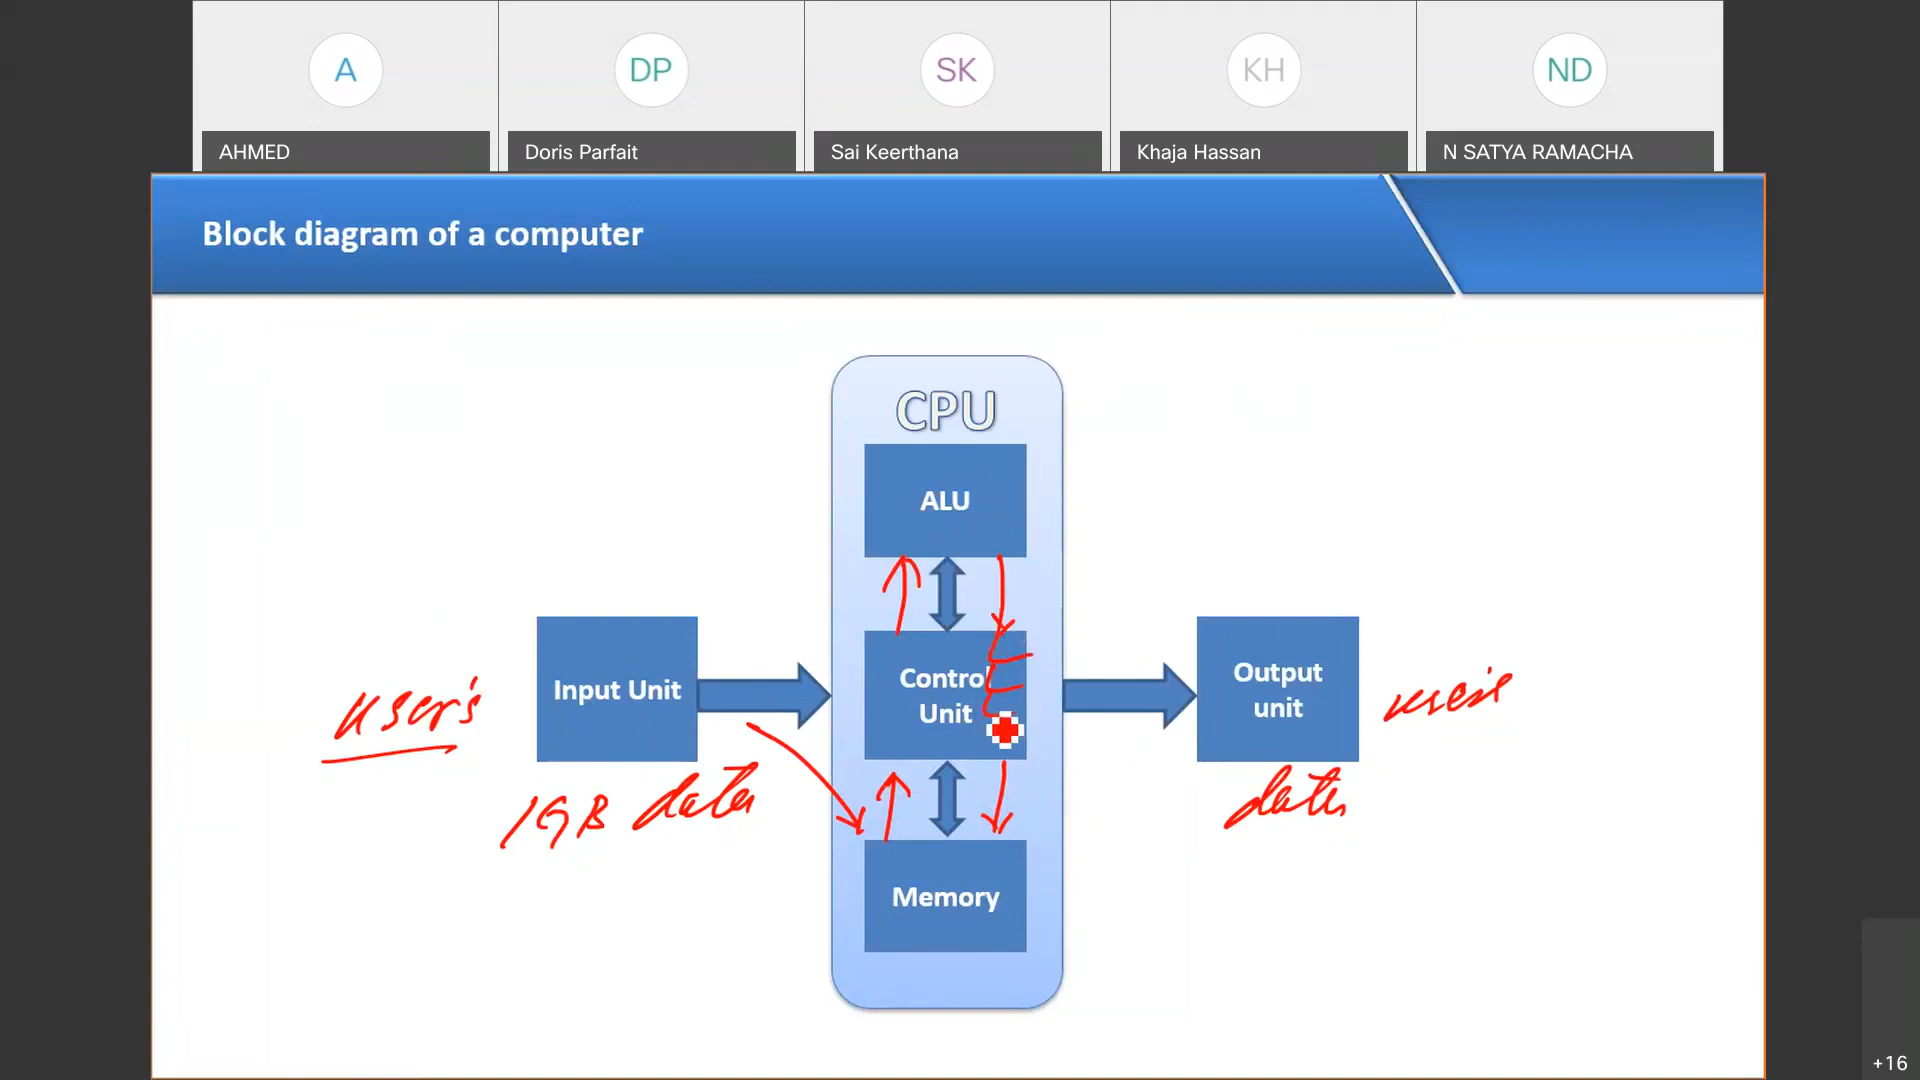 A
DP
SK
KH
ND
AHMED
Doris Parfait
Sai Keerthana
Khaja Hassan
N SATYA RAMACHA
Block diagram of a computer
CPU
ALU
Input Unit
Control
Unit
Output
unit
Memory
user's
1GB data
data
+16